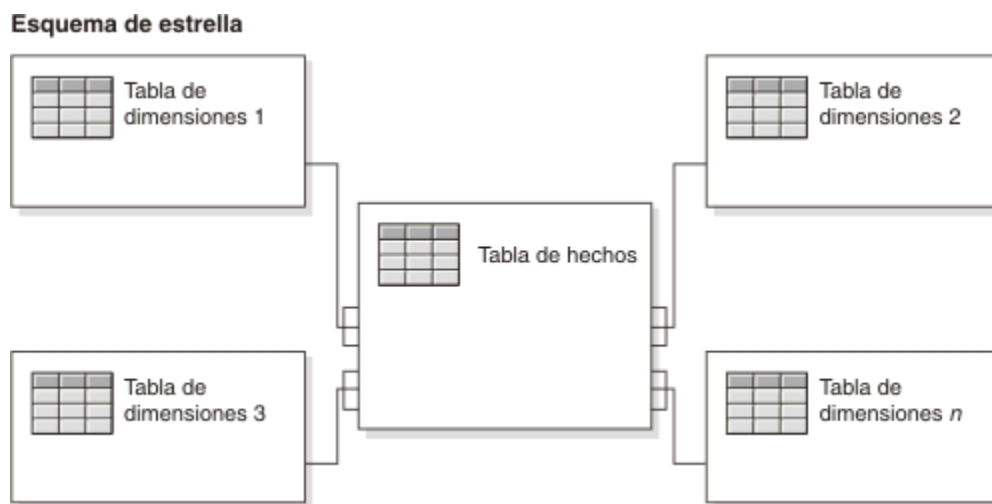 Esquema de estrella
Tabla de
dimensiones 1
Tabla de
dimensiones 2
Tabla de hechos
Tabla de
dimensiones 3
Tabla de
dimensiones n